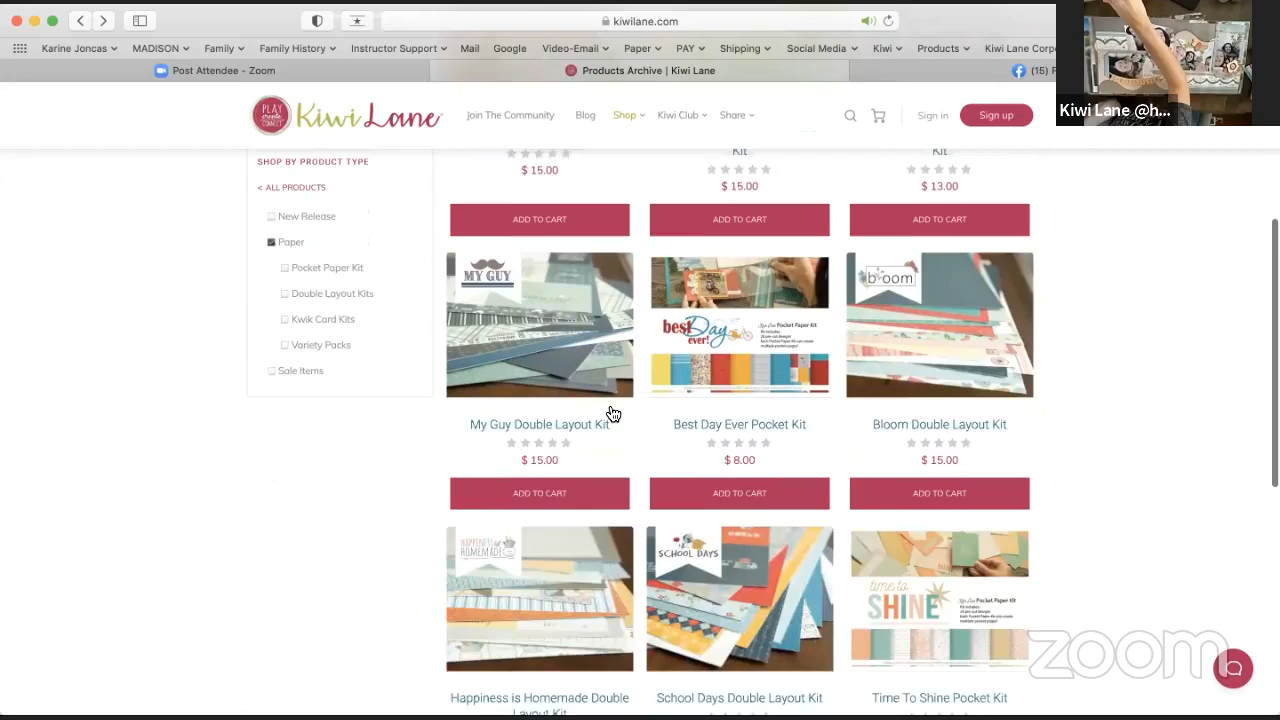 kiwilane.com
Karine Joncas MADISON Family Family History Instructor Support Mail Google Video-Email Paper PAY Shipping Social Media Kiwi Products Kiwi Lane Corp
Post Attendee - Zoom
Products Archive | Kiwi Lane
(15) F
Kiwi Lane @h...
PLAY create CONNECT
Kiwi Lane
Join The Community Blog Shop Kiwi Club Share Sign in Sign up
SHOP BY PRODUCT TYPE
< ALL PRODUCTS
New Release
Paper
Pocket Paper Kit
Double Layout Kits
Kwik Card Kits
Variety Packs
Sale Items
Kit Kit
$ 15.00 $ 15.00 $ 13.00
ADD TO CART ADD TO CART ADD TO CART
MY GUY
best Day ever!
Pocket Paper Kit
bloom
My Guy Double Layout Kit Best Day Ever Pocket Kit Bloom Double Layout Kit
$ 15.00 $ 8.00 $ 15.00
ADD TO CART ADD TO CART ADD TO CART
HAPPINESS is HOMEMADE
SCHOOL DAYS
time to SHINE
Pocket Paper Kit
Happiness is Homemade Double Layout Kit
School Days Double Layout Kit
Time To Shine Pocket Kit
zoom